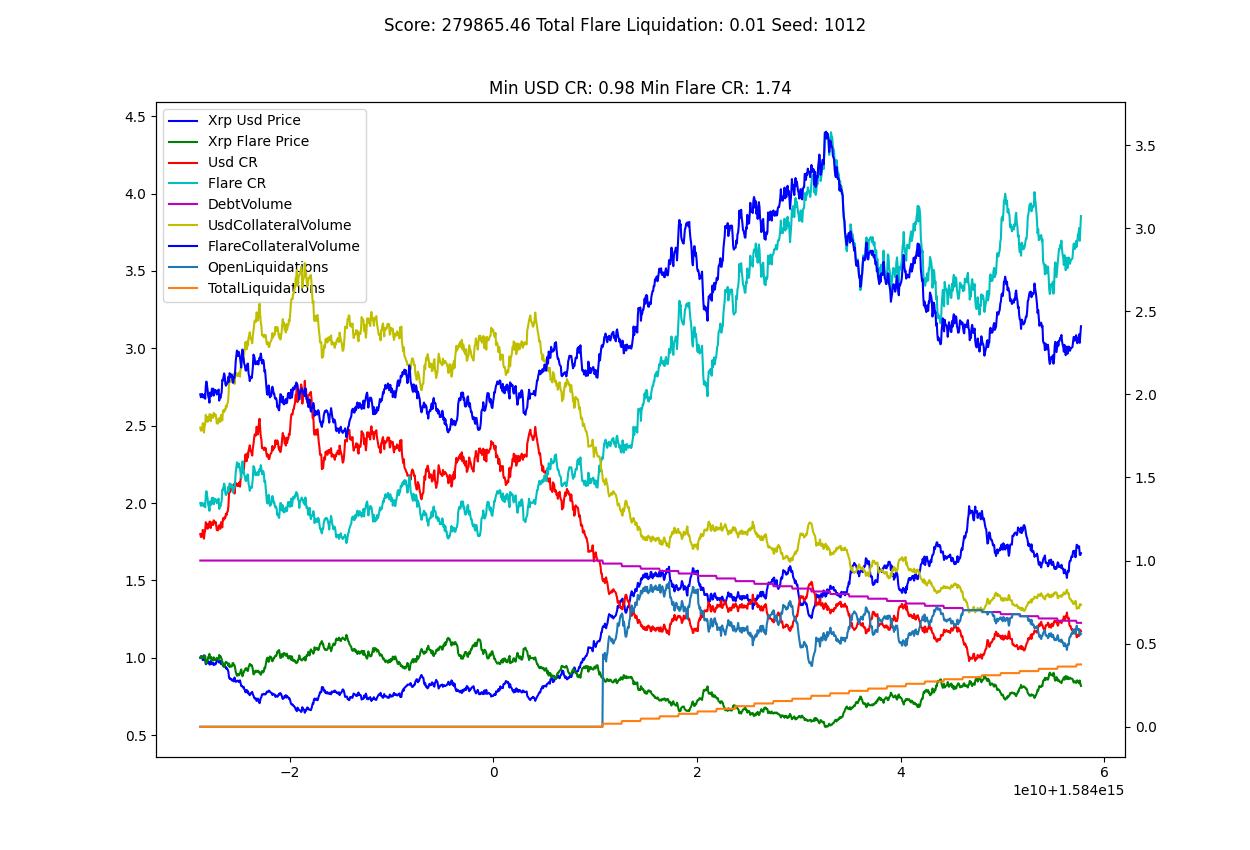 Score: 279865.46 Total Flare Liquidation: 0.01 Seed: 1012
Min USD CR: 0.98 Min Flare CR: 1.74
Xrp Usd Price
Xrp Flare Price
Usd CR
Flare CR
DebtVolume
UsdCollateralVolume
FlareCollateralVolume
OpenLiquidations
TotalLiquidations
4.5
4.0
3.5
3.0
2.5
2.0
1.5
1.0
0.5
3.5
3.0
2.5
2.0
1.5
1.0
0.5
0.0
−2 0 2 4 6
1e10+1.584e15